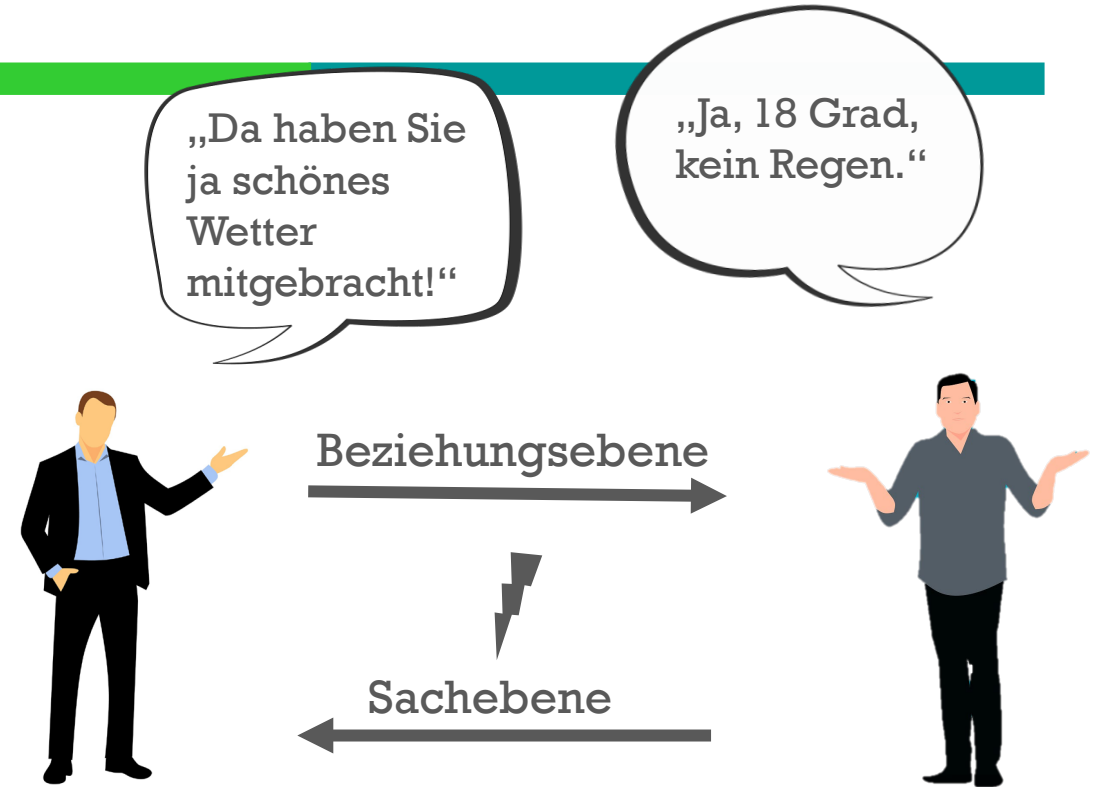 „Da haben Sie
ja schönes
Wetter
mitgebracht!“
„Ja, 18 Grad,
kein Regen.“
Beziehungsebene
Sachebene